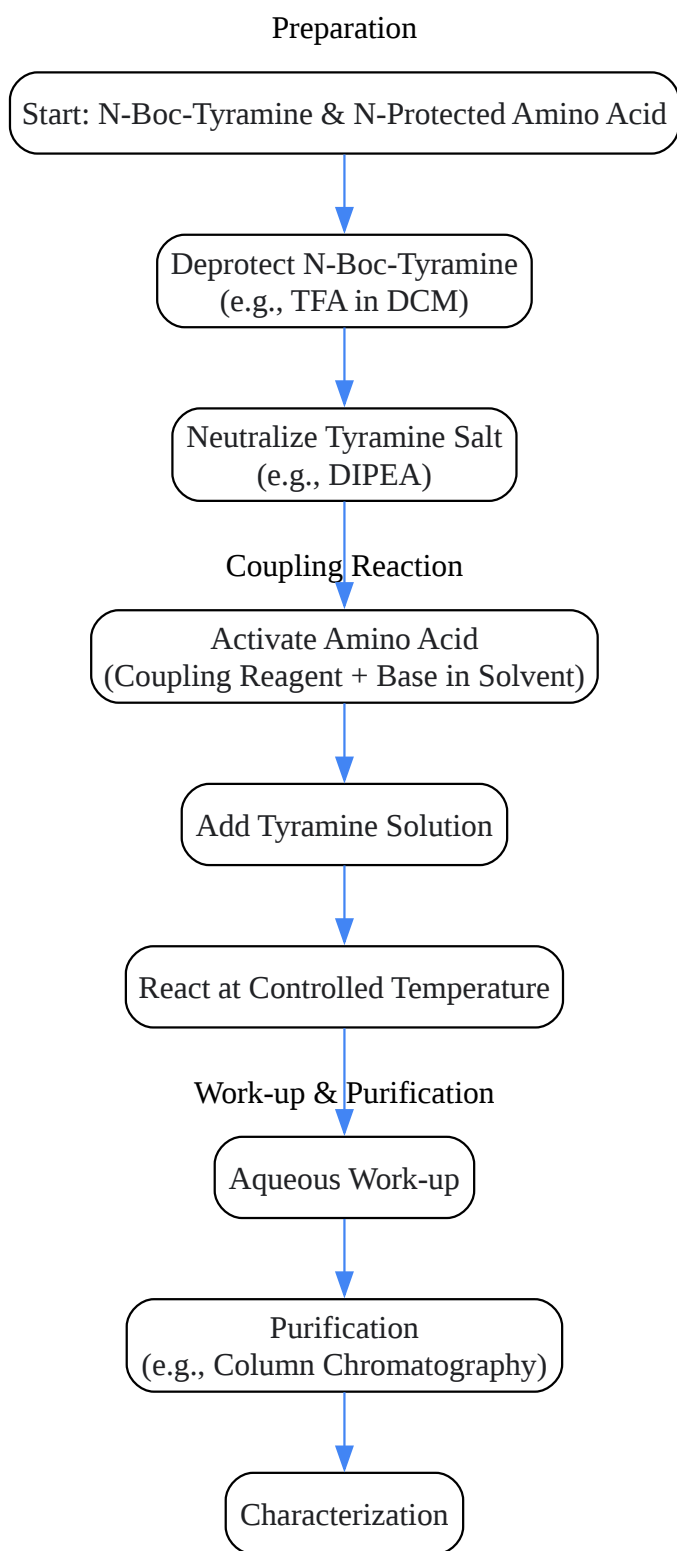 Preparation
Start: N-Boc-Tyramine & N-Protected Amino Acid
Deprotect N-Boc-Tyramine
(e.g., TFA in DCM)
Neutralize Tyramine Salt
(e.g., DIPEA)
Coupling Reaction
Activate Amino Acid
(Coupling Reagent + Base in Solvent)
Add Tyramine Solution
React at Controlled Temperature
Work-up & Purification
Aqueous Work-up
Purification
(e.g., Column Chromatography)
Characterization